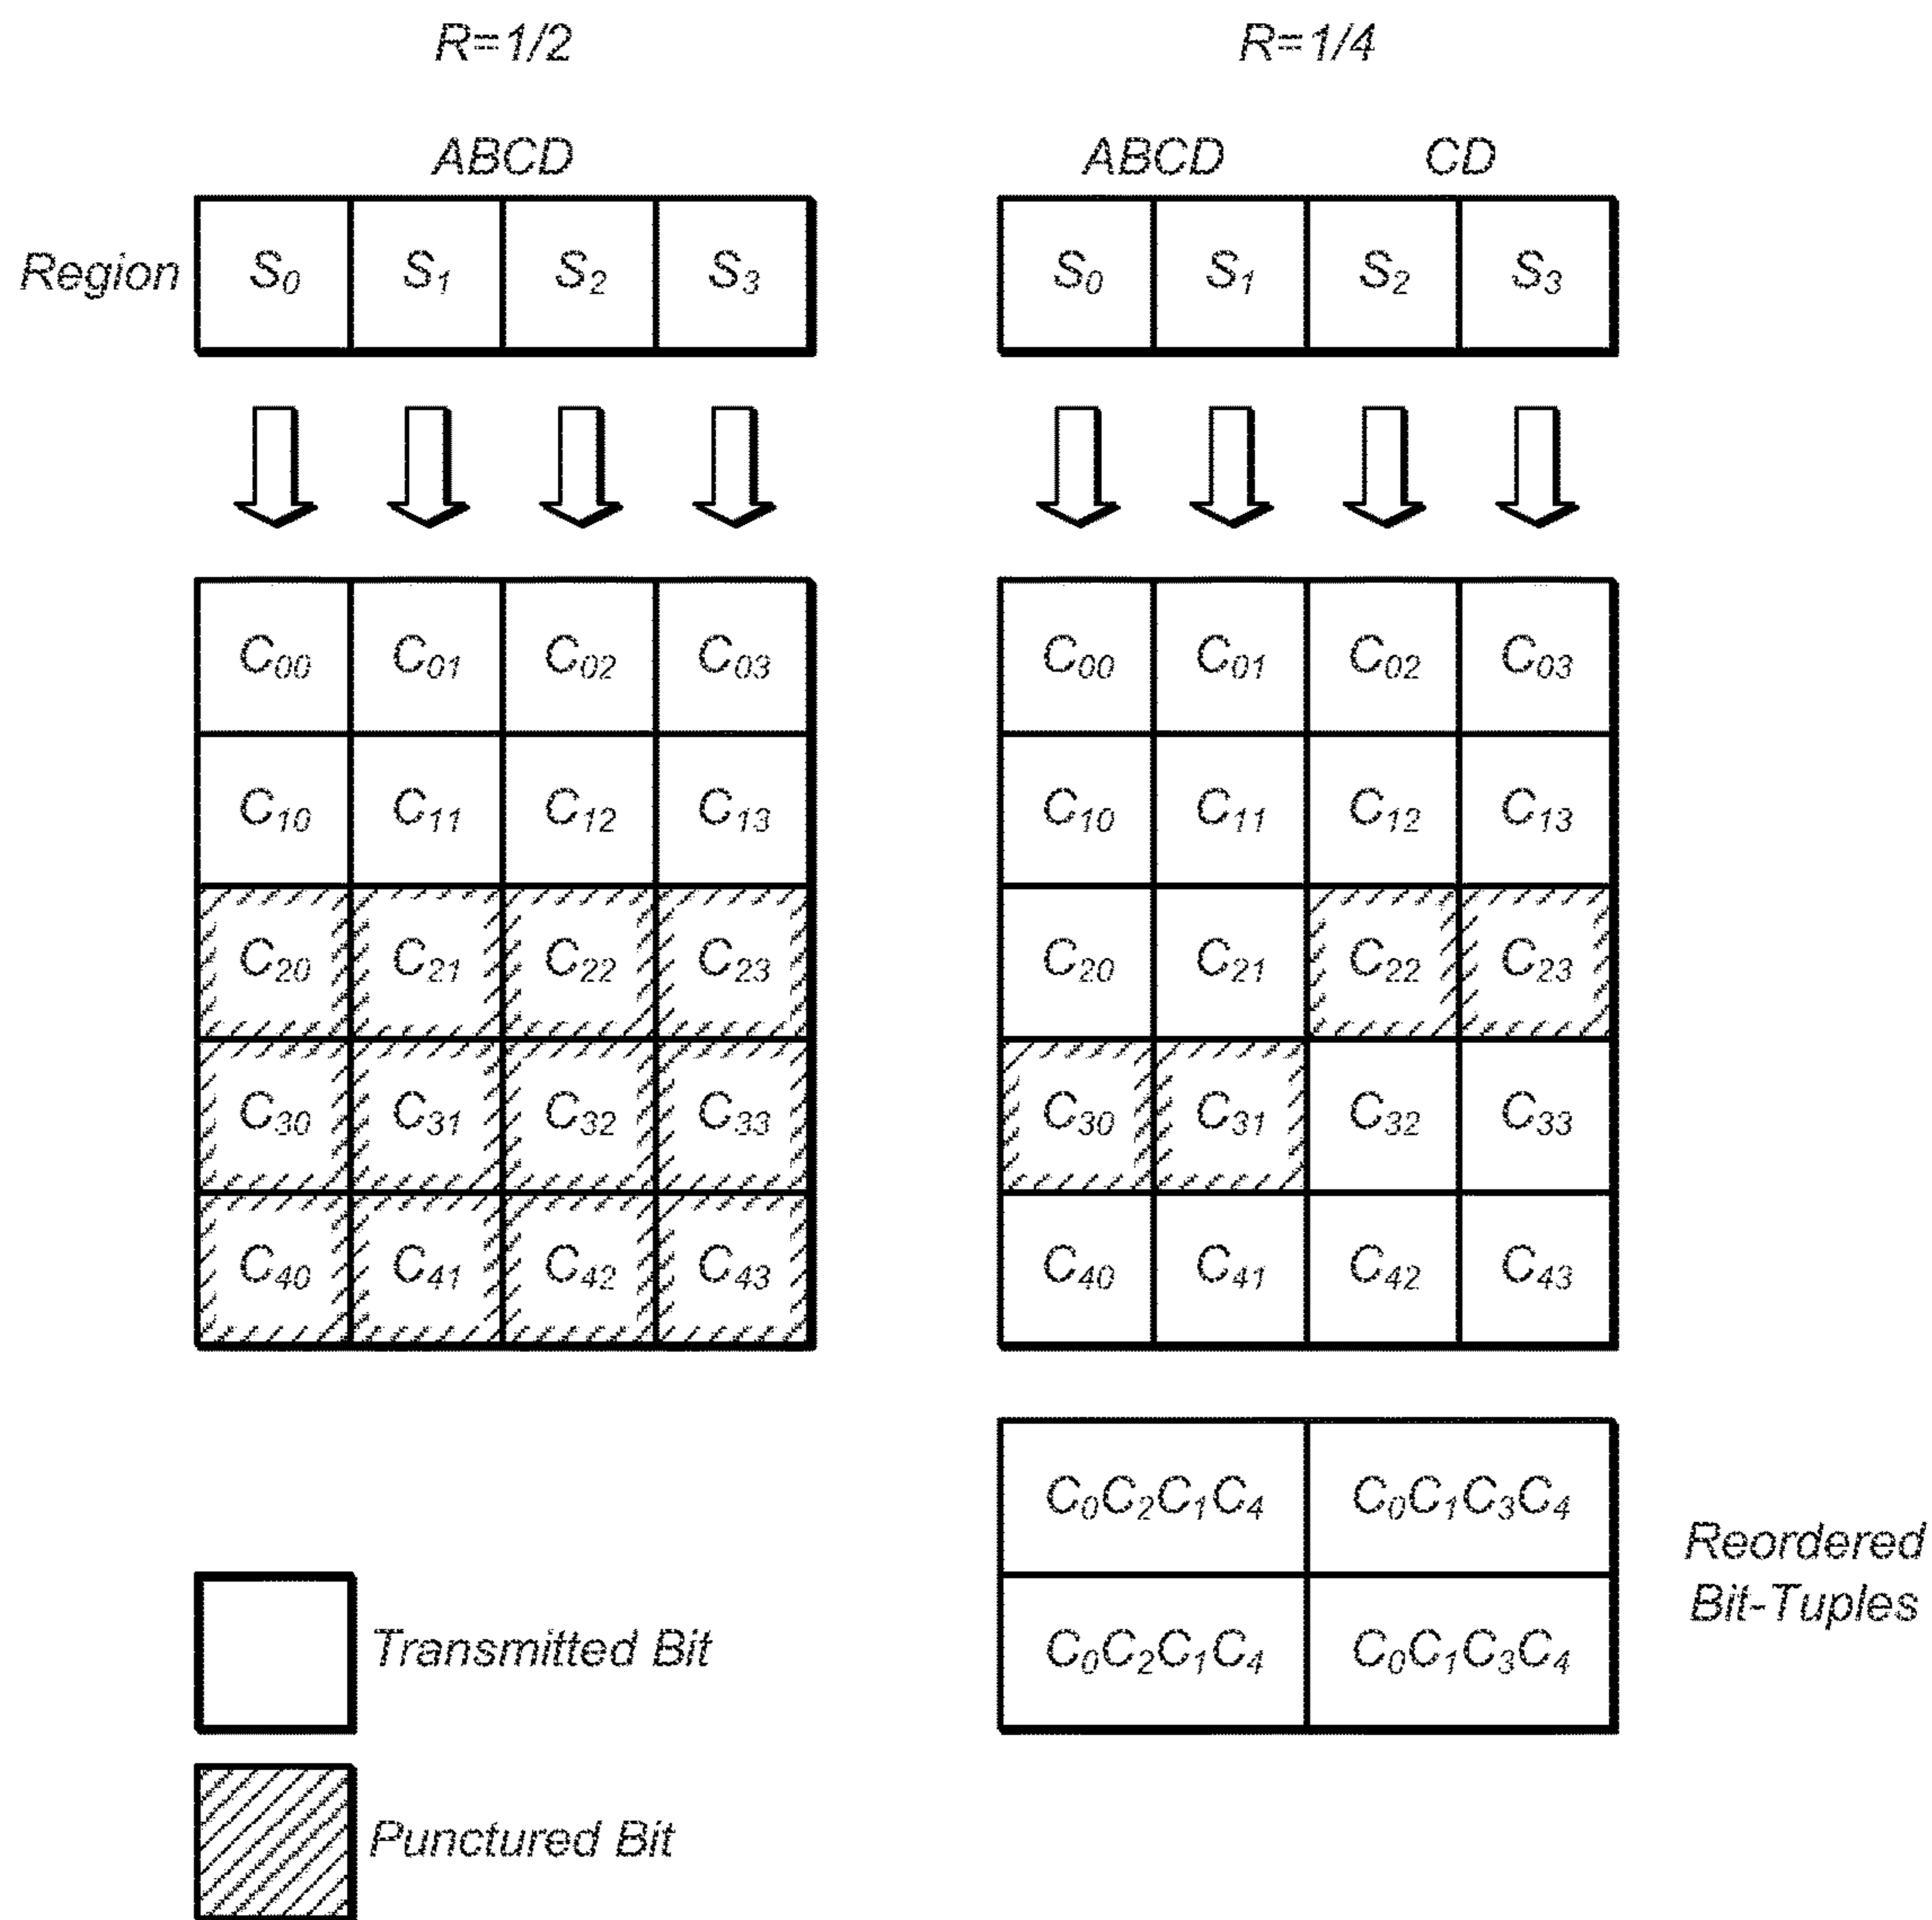 R=1/2 R=1/4
ABCD ABCD CD
Region S0 S1 S2 S3 S0 S1 S2 S3
C00 C01 C02 C03 C00 C01 C02 C03
C10 C11 C12 C13 C10 C11 C12 C13
C20 C21 C22 C23 C20 C21 C22 C23
C30 C31 C32 C33 C30 C31 C32 C33
C40 C41 C42 C43 C40 C41 C42 C43
C0C2C1C4 C0C1C3C4
Reordered
Bit-Tuples
C0C2C1C4 C0C1C3C4
Transmitted Bit
Punctured Bit